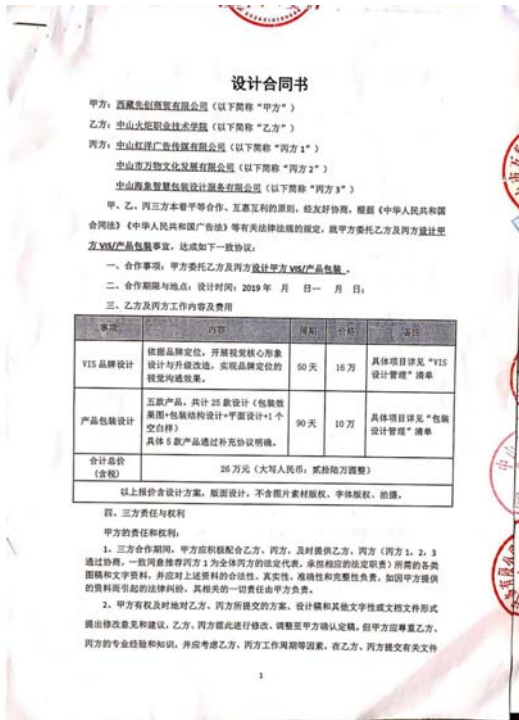 设计合同书
甲方：西藏先创商贸有限公司（以下简称“甲方”）
乙方：中山火炬职业技术学院（以下简称“乙方”）
丙方：中山红洋广告传媒有限公司（以下简称“丙方1”）
中山市万物文化发展有限公司（以下简称“丙方2”）
中山海象智慧包装设计服务有限公司（以下简称“丙方3”）
甲、乙、丙三方本着平等合作、互惠互利的原则，经友好协商，根据《中华人民共和国
合同法》《中华人民共和国广告法》等有关法律法规的规定，就甲方委托乙方及丙方设计甲
方 VIS/产品包装事宜，达成如下一致协议：
一、合作事项：甲方委托乙方及丙方设计甲方 VIS/产品包装 。
二、合作期限与地点：设计时间：2019年 月 日— 月 日；
三、乙方及丙方工作内容及费用
事项 内容 周期 价格 备注
VIS 品牌设计 依据品牌定位，开展视觉核心形象 50天 16万 具体项目详见“VIS
设计与升级改造，实现品牌定位的 设计管理”清单
视觉沟通效果。
产品包装设计 五款产品，共计25款设计（包装效 90天 10万 具体项目详见“包装
果图+包装结构设计+平面设计+1个 设计管理”清单
空白样）
具体5款产品通过补充协议明确。
合计总价
（含税） 26万元（大写人民币：贰拾陆万圆整）
以上报价含设计方案，版面设计，不含图片素材版权、字体版权、拍摄。
四、三方责任与权利
甲方的责任和权利：
1、三方合作期间，甲方应积极配合乙方、丙方，及时提供乙方、丙方（丙方1，2，3
通过协商，一致同意推荐丙方1为全体丙方的法定代表，承担相应的法定职责）所需的各类
图稿和文字资料，并应对上述资料的合法性、真实性、准确性和完整性负责，如因甲方提供
的资料而引起的法律纠纷，其相关的一切责任由甲方负责。
2、甲方有权及时地对乙方、丙方所提交的方案、设计稿和其他文字性或文档文件形式
提出修改意见和建议，乙方、丙方据此进行修改、调整至甲方确认定稿。但甲方应尊重乙方、
丙方的专业经验和知识，并应考虑乙方、丙方工作周期等因素，在乙方、丙方提交有关文件
1